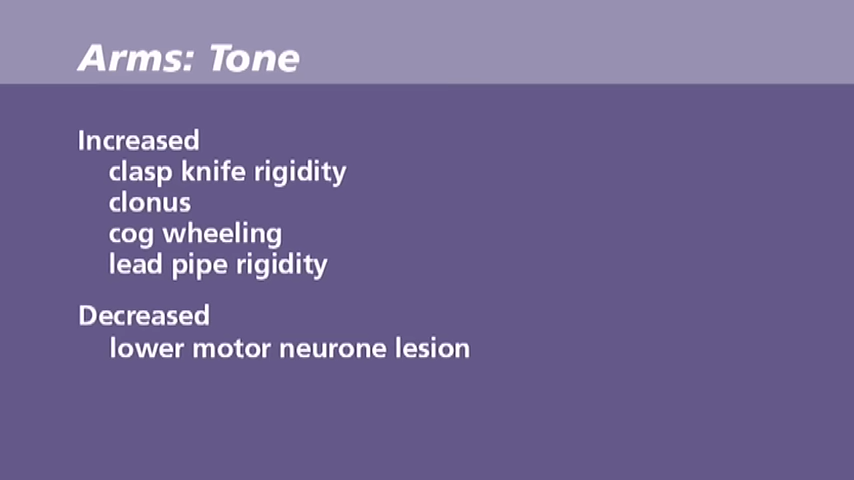 Arms: Tone
Increased
clasp knife rigidity
clonus
cog wheeling
lead pipe rigidity
Decreased
lower motor neurone lesion